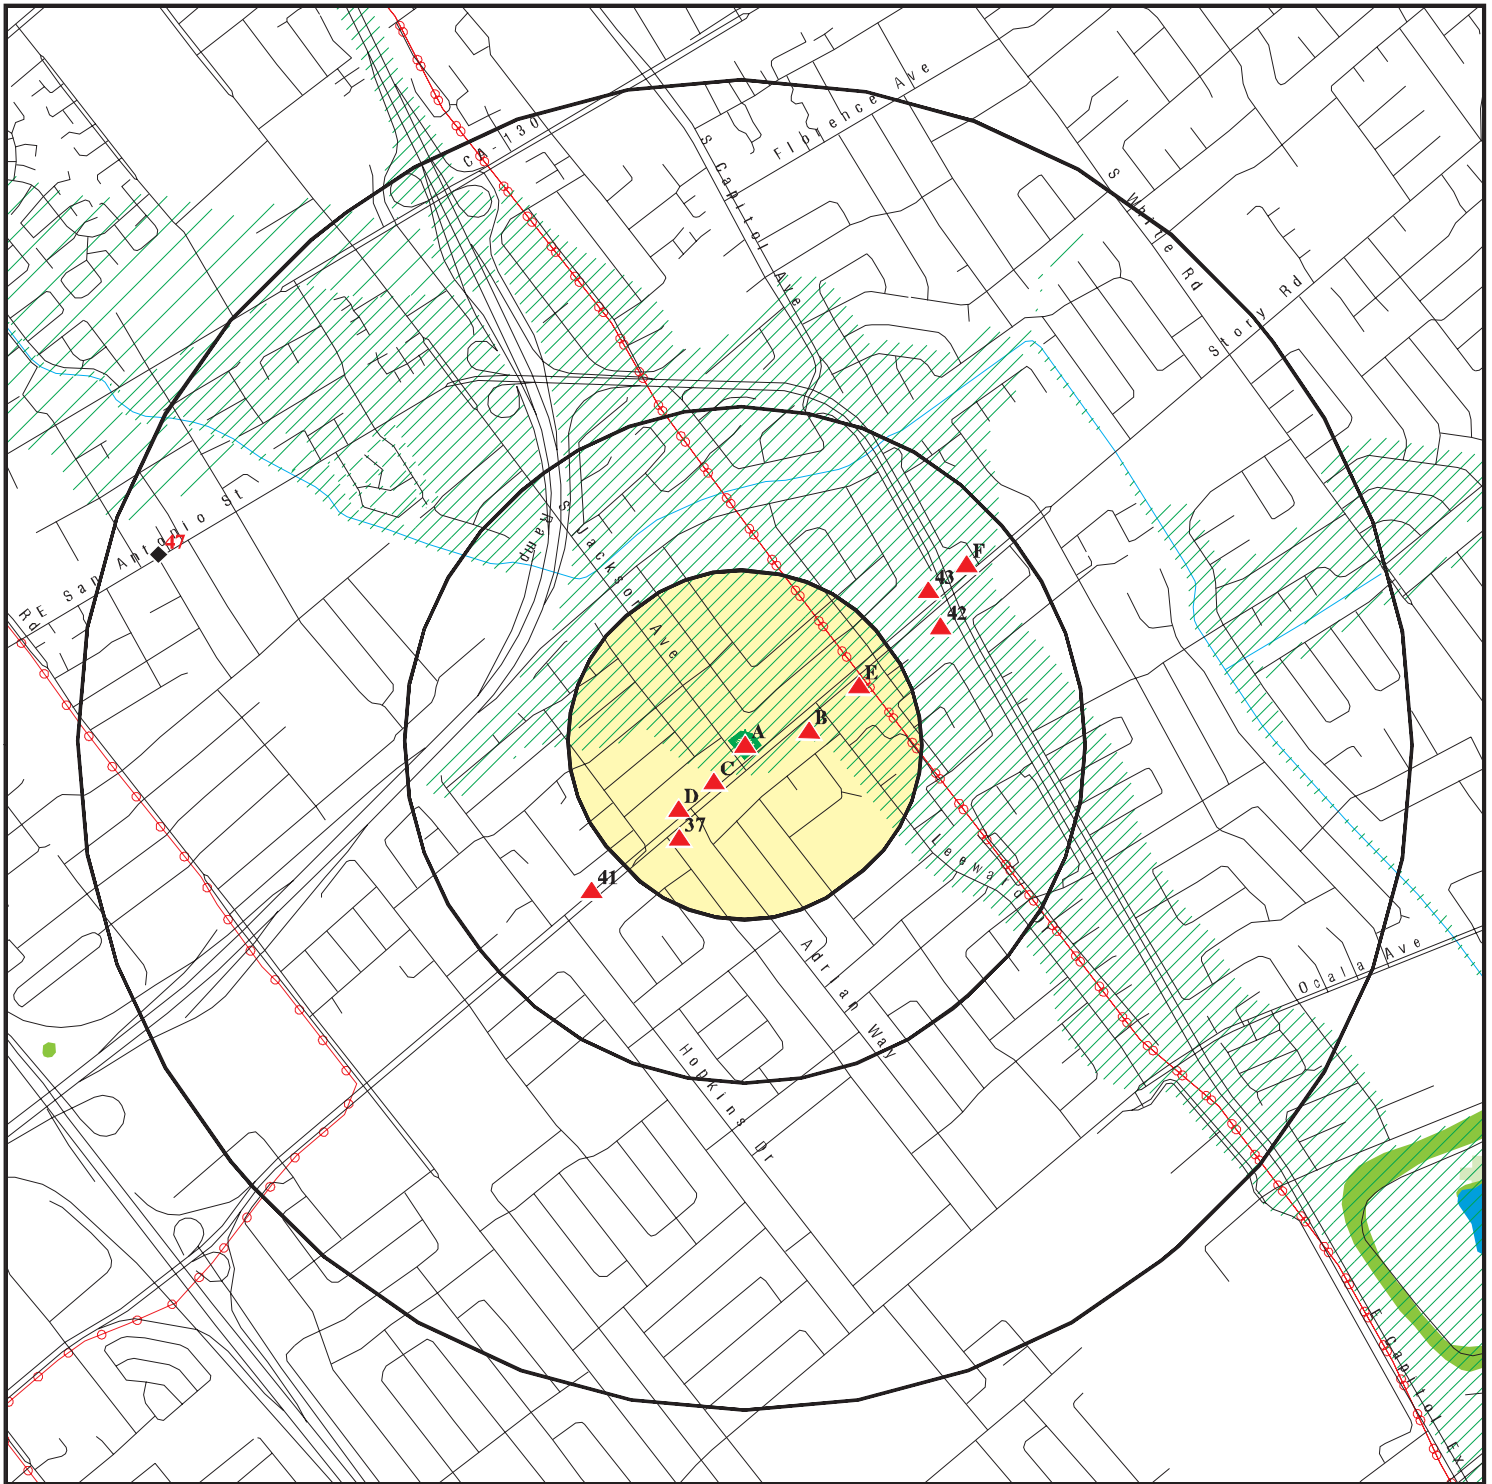 CA-130
Florence Ave
S Capitol Ave
S White Rd
Story Rd
E San Antonio St
47
Rd
Ramp
S Jackson Ave
F
43
42
E
B
A
C
D
37
41
Leeward Dr
Adrian Way
Hopkins Dr
Ocala Ave
E Capitol Ex